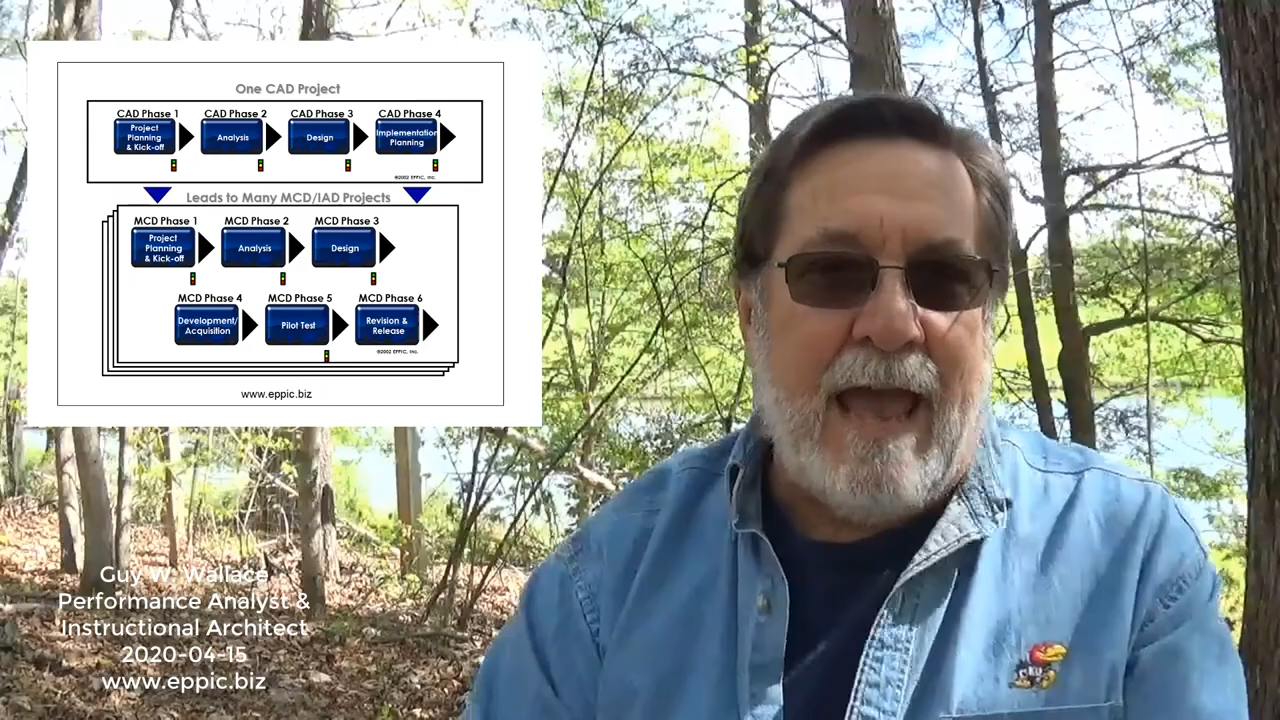 One CAD Project
CAD Phase 1
CAD Phase 2
CAD Phase 3
CAD Phase 4
Project
Planning
& Kick-off
Analysis
Design
Implementation
Planning
©2002 EPPIC, Inc.
Leads to Many MCD/IAD Projects
MCD Phase 1
MCD Phase 2
MCD Phase 3
Project
Planning
& Kick-off
Analysis
Design
MCD Phase 4
MCD Phase 5
MCD Phase 6
Development/
Acquisition
Pilot Test
Revision &
Release
©2002 EPPIC, Inc.
www.eppic.biz
Guy W. Wallace
Performance Analyst &
Instructional Architect
2020-04-15
www.eppic.biz
KU